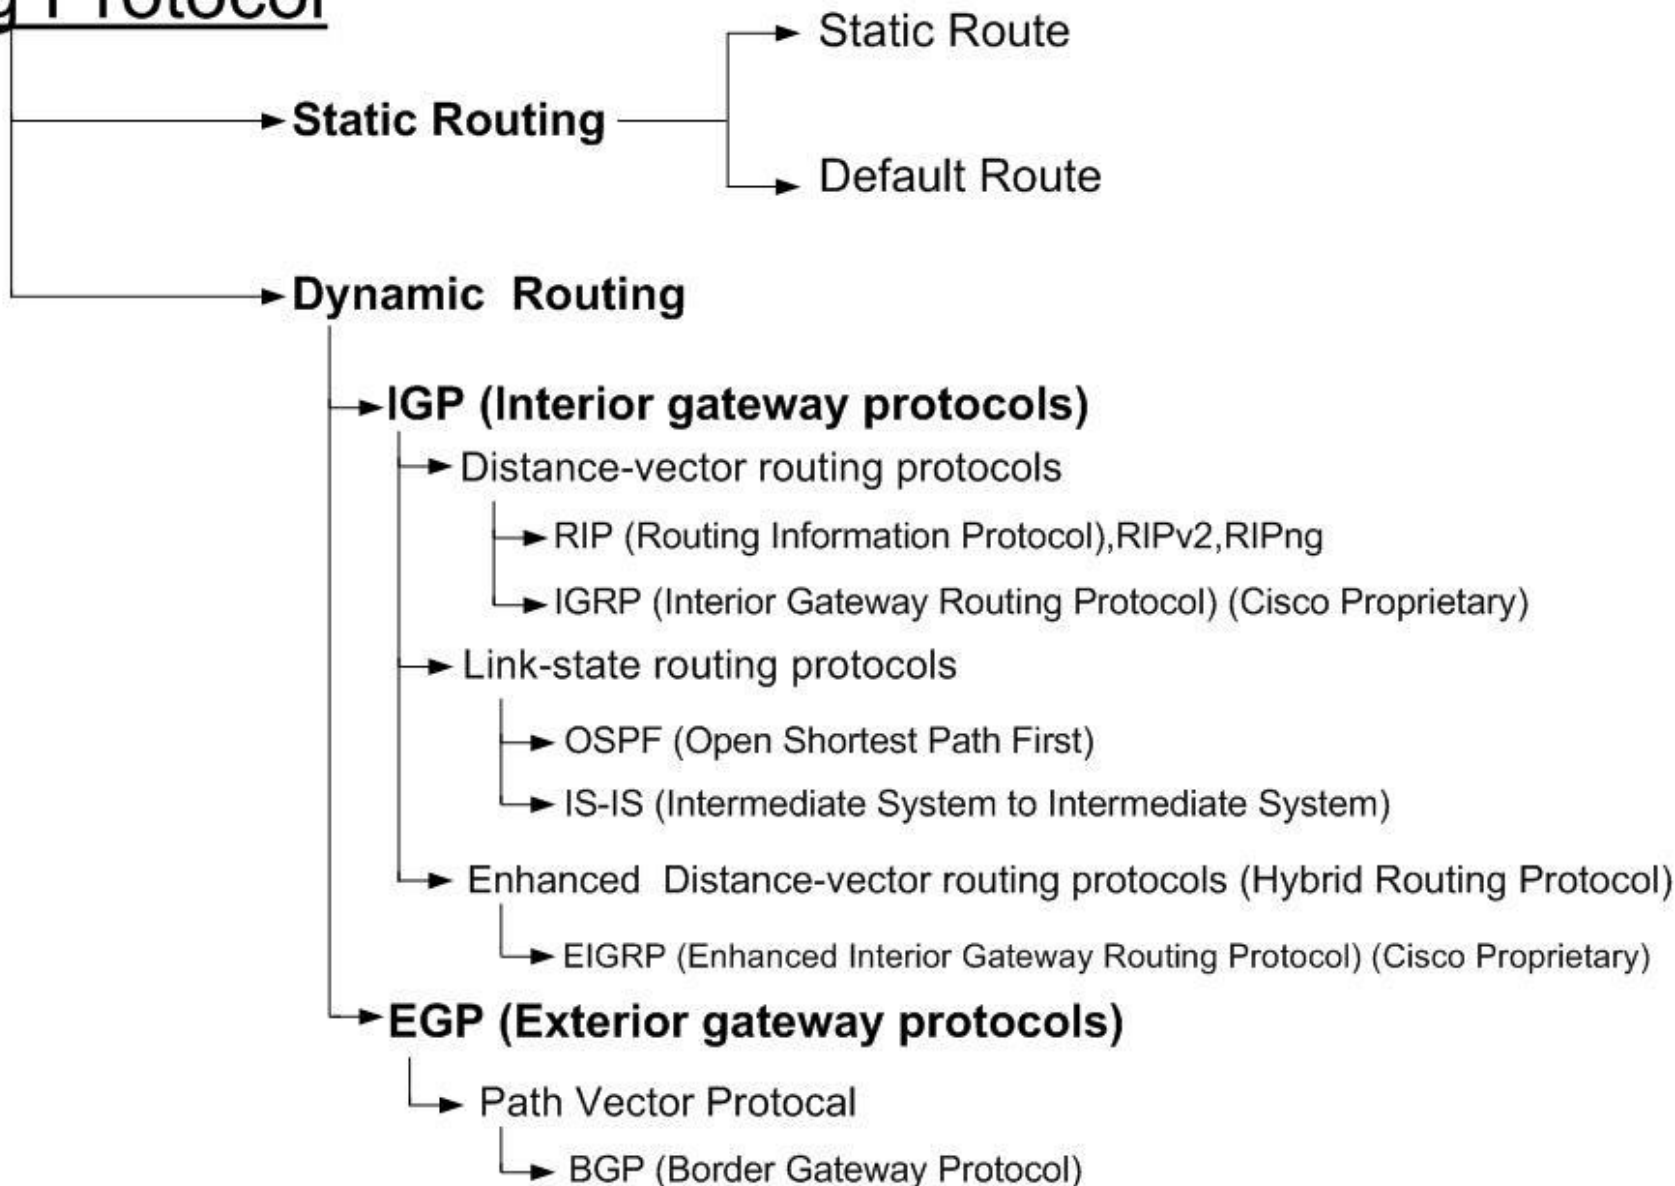 g Protocol
Static Route
Static Routing
Default Route
Dynamic Routing
IGP (Interior gateway protocols)
Distance-vector routing protocols
RIP (Routing Information Protocol),RIPv2,RIPng
IGRP (Interior Gateway Routing Protocol) (Cisco Proprietary)
Link-state routing protocols
OSPF (Open Shortest Path First)
IS-IS (Intermediate System to Intermediate System)
Enhanced Distance-vector routing protocols (Hybrid Routing Protocol)
EIGRP (Enhanced Interior Gateway Routing Protocol) (Cisco Proprietary)
EGP (Exterior gateway protocols)
Path Vector Protocal
BGP (Border Gateway Protocol)